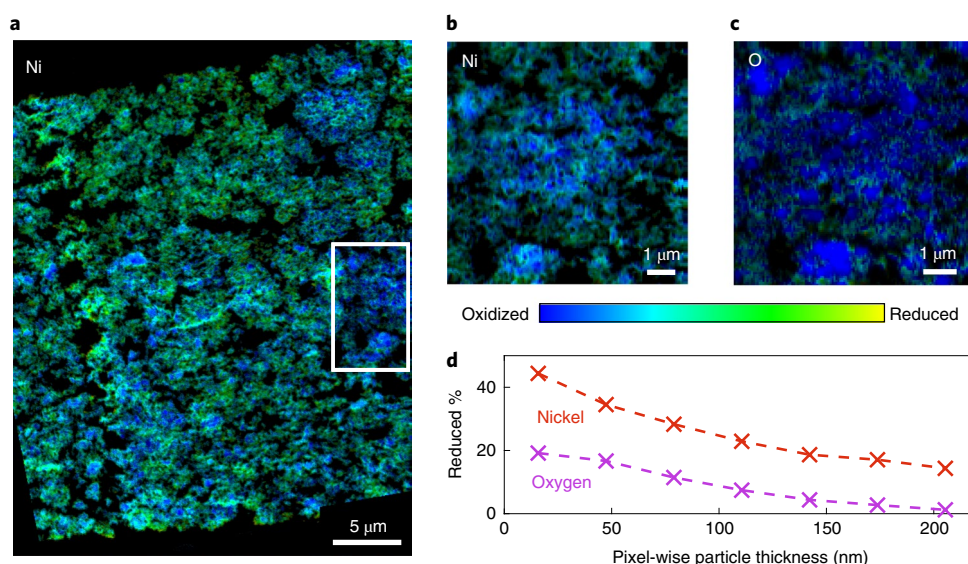 a
Ni
5 μm
b
Ni
1 μm
c
O
1 μm
Oxidized
Reduced
d
Reduced %
40
20
0
Nickel
Oxygen
0
50
100
150
200
Pixel-wise particle thickness (nm)